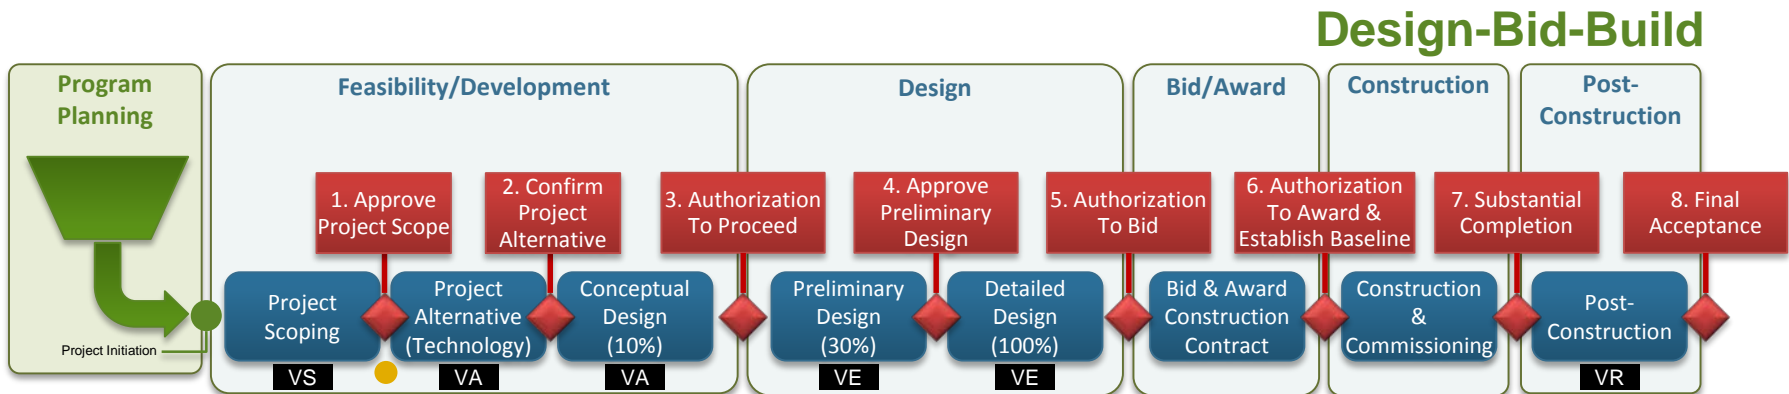 Design-Bid-Build
Program
Planning
Feasibility/Development
Design
Bid/Award
Construction
Post-
Construction
1. Approve
Project Scope
2. Confirm
Project
Alternative
3. Authorization
To Proceed
4. Approve
Preliminary
Design
5. Authorization
To Bid
6. Authorization
To Award &
Establish Baseline
7. Substantial
Completion
8. Final
Acceptance
Project Initiation
Project
Scoping
Project
Alternative
(Technology)
Conceptual
Design
(10%)
Preliminary
Design
(30%)
Detailed
Design
(100%)
Bid & Award
Construction
Contract
Construction
&
Commissioning
Post-
Construction
VS
VA
VA
VE
VE
VR